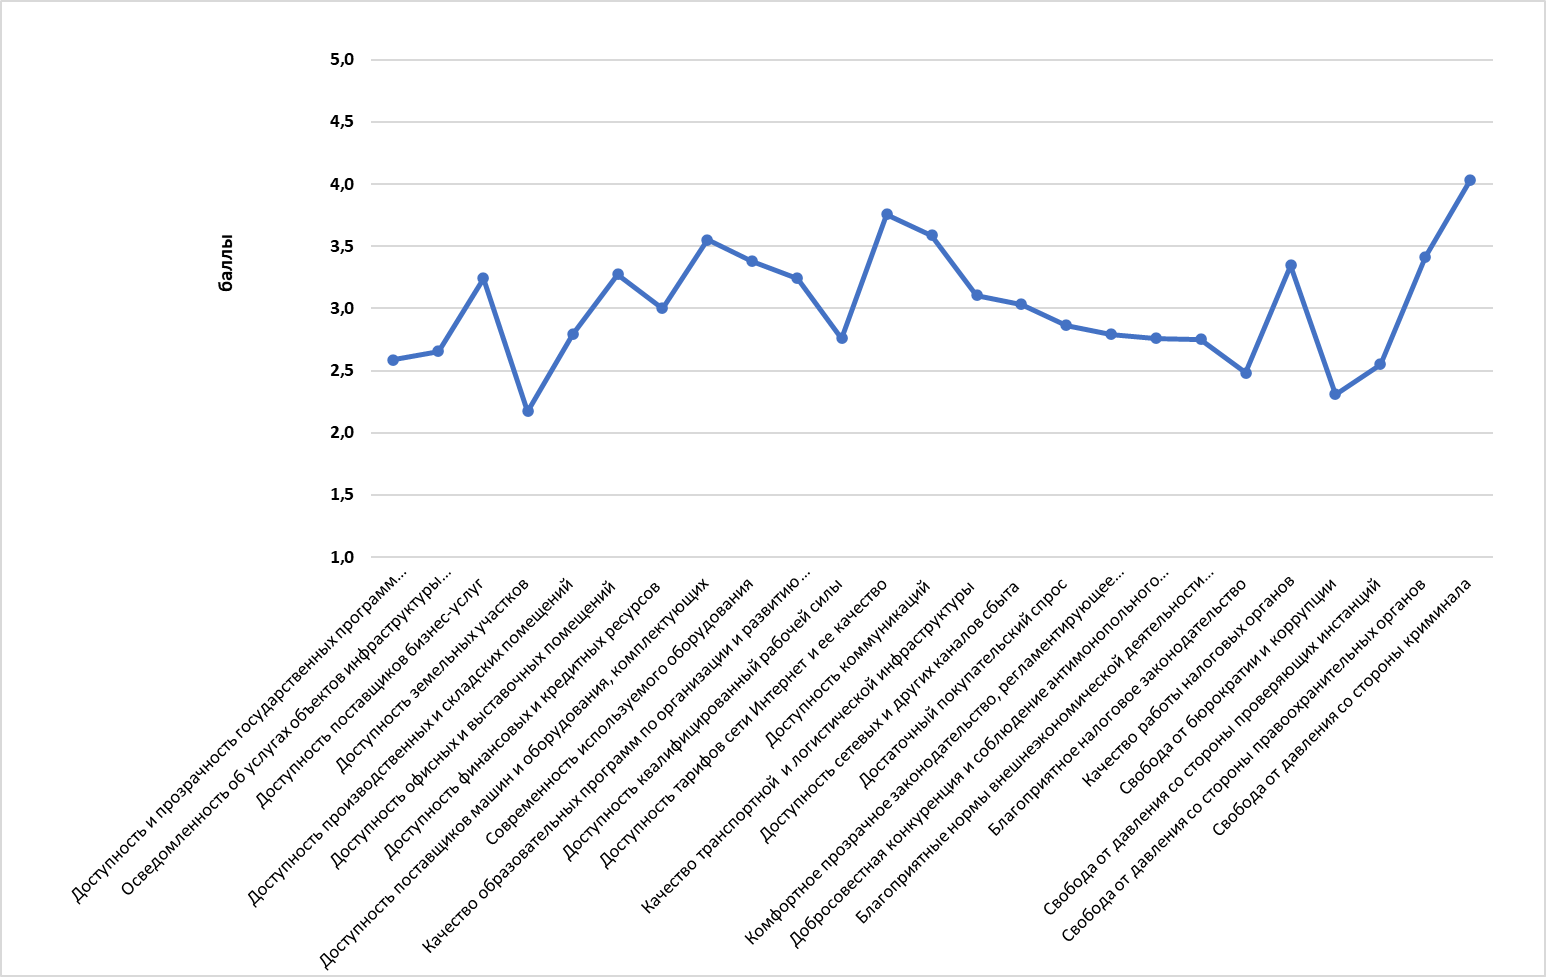 5,0
4,5
4,0
3,5
3,0
2,5
2,0
1,5
1,0
баллы
Доступность и прозрачность государственных программ…
Осведомленность об услугах объектов инфраструктуры…
Доступность поставщиков бизнес-услуг
Доступность земельных участков
Доступность производственных и складских помещений
Доступность офисных и выставочных помещений
Доступность финансовых и кредитных ресурсов
Доступность поставщиков машин и оборудования, комплектующих
Современность используемого оборудования
Качество образовательных программ по организации и развитию…
Доступность квалифицированный рабочей силы
Доступность тарифов сети Интернет и ее качество
Доступность коммуникаций
Качество транспортной и логистической инфраструктуры
Доступность сетевых и других каналов сбыта
Достаточный покупательский спрос
Комфортное прозрачное законодательство, регламентирующее…
Добросовестная конкуренция и соблюдение антимонопольного…
Благоприятные нормы внешнеэкономической деятельности…
Благоприятное налоговое законодательство
Качество работы налоговых органов
Свобода от бюрократии и коррупции
Свобода от давления со стороны проверяющих инстанций
Свобода от давления со стороны правоохранительных органов
Свобода от давления со стороны криминала